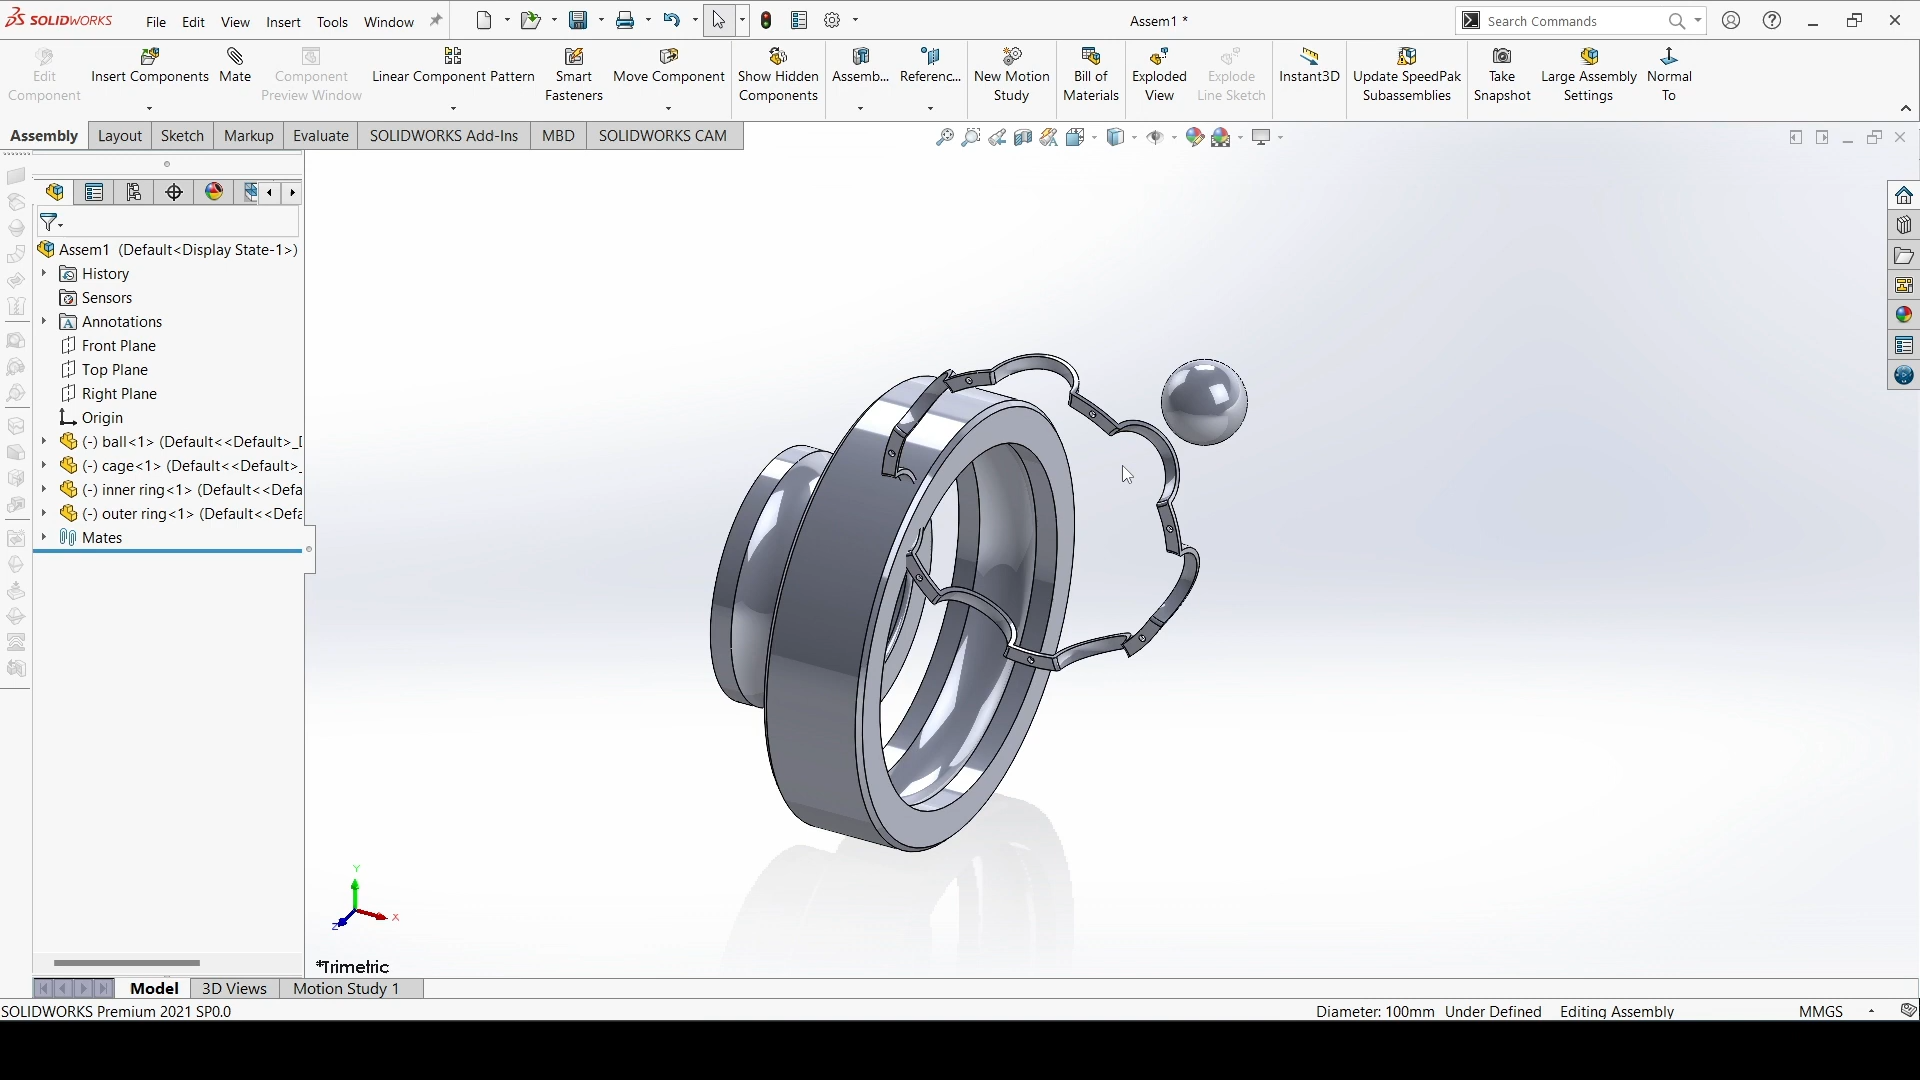 SOLIDWORKS File Edit View Insert Tools Window Assem1 * Search Commands
Edit Component
Insert Components
Mate
Component Preview Window
Linear Component Pattern
Smart Fasteners
Move Component
Show Hidden Components
Assemb...
Referenc...
New Motion Study
Bill of Materials
Exploded View
Explode Line Sketch
Instant3D
Update SpeedPak Subassemblies
Take Snapshot
Large Assembly Settings
Normal To
Assembly Layout Sketch Markup Evaluate SOLIDWORKS Add-Ins MBD SOLIDWORKS CAM
Assem1 (Default<Display State-1>)
History
Sensors
A Annotations
Front Plane
Top Plane
Right Plane
Origin
(-) ball<1> (Default<<Default>_
(-) cage<1> (Default<<Default>_
(-) inner ring<1> (Default<<Defa
(-) outer ring<1> (Default<<Defa
Mates
Y
X
Z
*Trimetric
Model 3D Views Motion Study 1
SOLIDWORKS Premium 2021 SP0.0 Diameter: 100mm Under Defined Editing Assembly MMGS